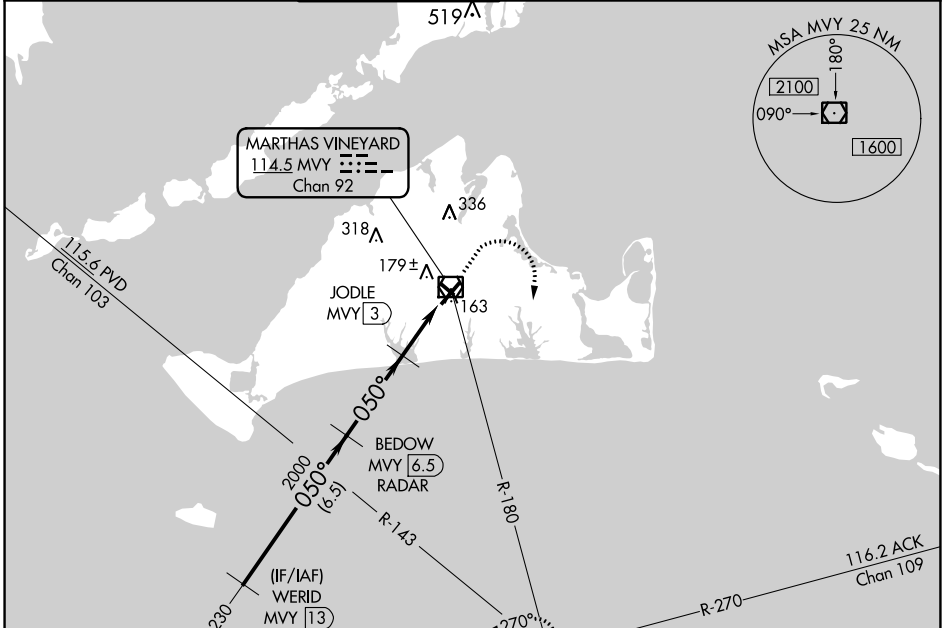 519
MSA MVY 25 NM
180°
2100
090°
1600
MARTHAS VINEYARD
114.5 MVY
Chan 92
336
318
179±
163
115.6 PVD
Chan 103
JODLE
MVY 3
050°
BEDOW
MVY 6.5
RADAR
2000
050°
(6.5)
R-143
R-180
(IF/IAF)
WERID
MVY 13
230
270°
R-270
116.2 ACK
Chan 109